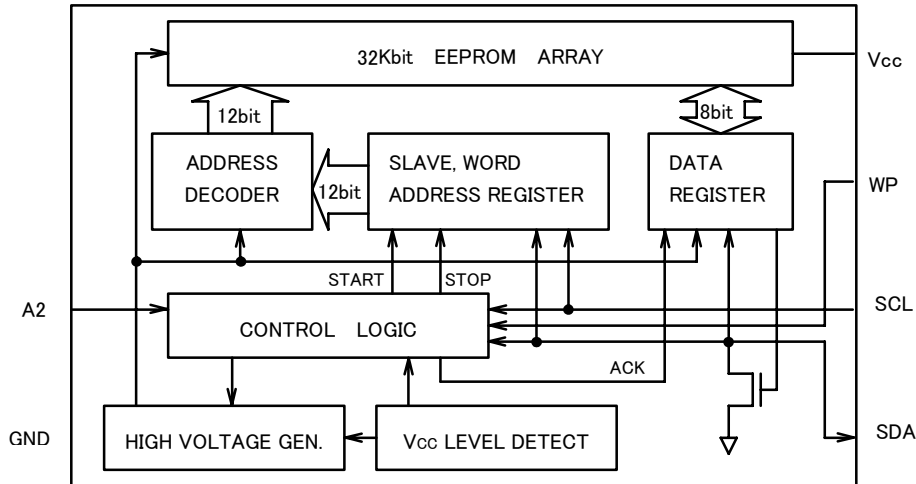 32Kbit EEPROM ARRAY
Vcc
12bit
8bit
ADDRESS
DECODER
12bit
SLAVE, WORD
ADDRESS REGISTER
DATA
REGISTER
WP
START
STOP
A2
CONTROL LOGIC
SCL
ACK
GND
HIGH VOLTAGE GEN.
Vcc LEVEL DETECT
SDA